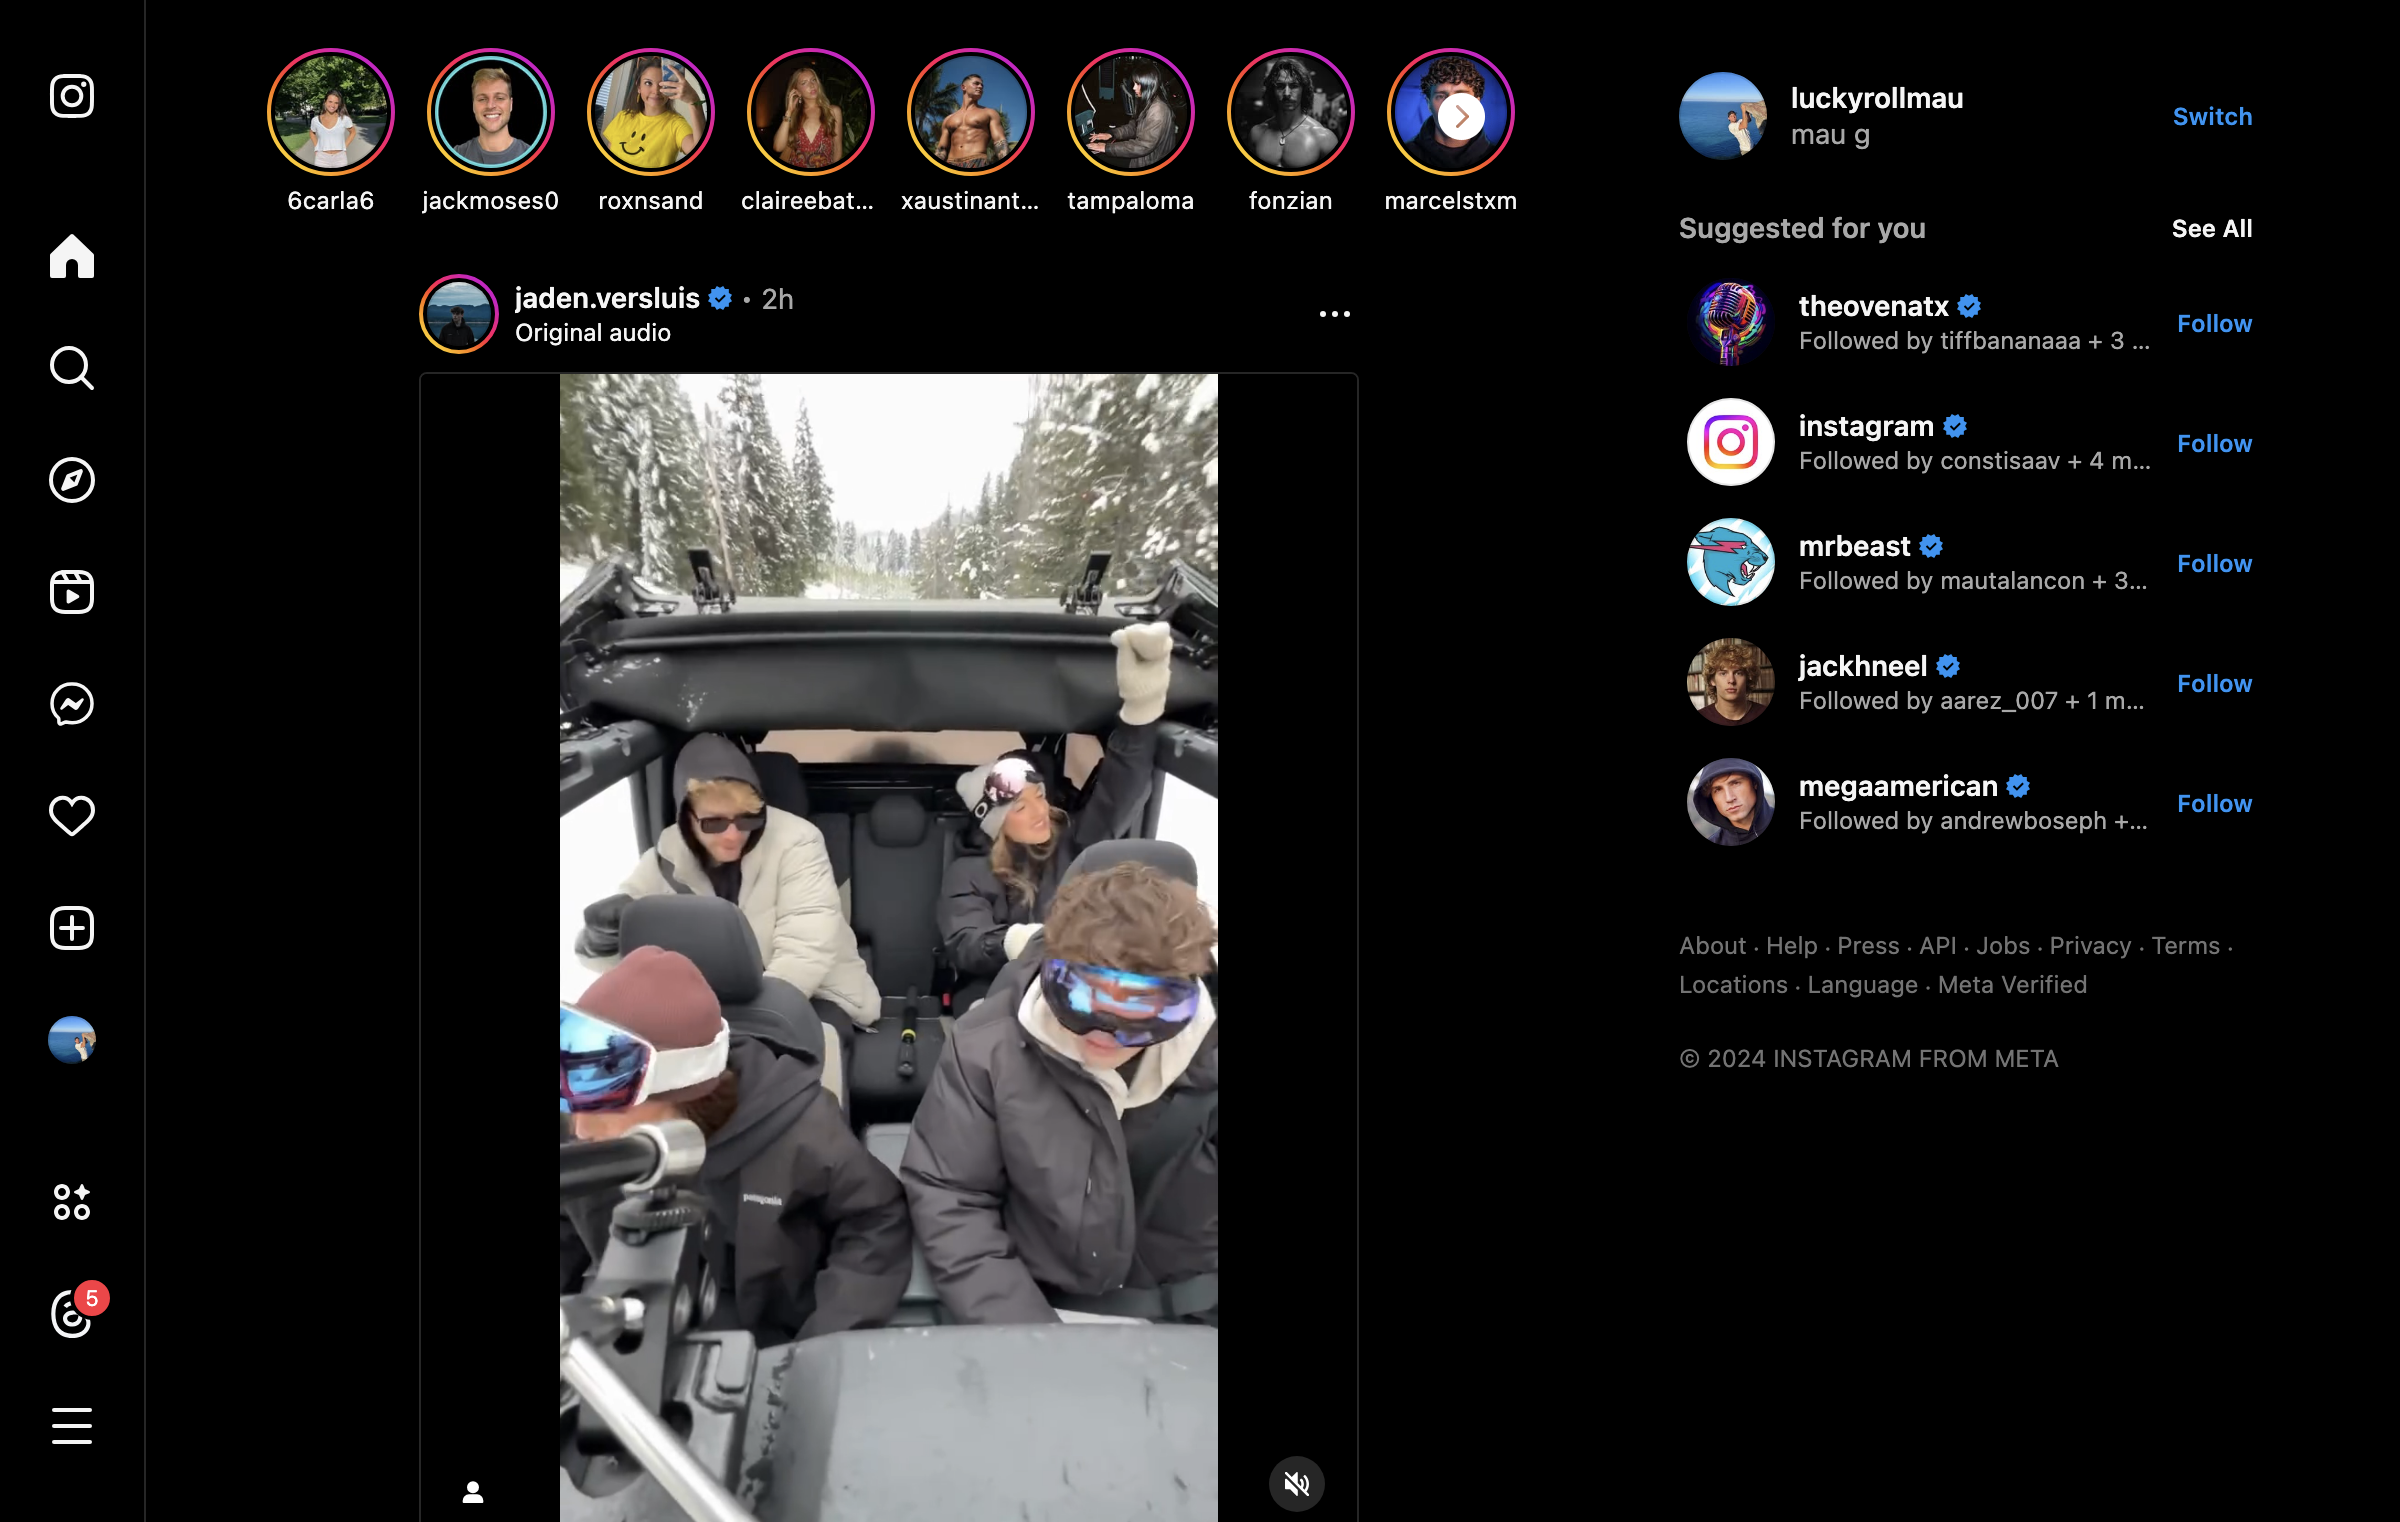 6carla6
jackmoses0
roxnsand
claireebat...
xaustinant...
tampaloma
fonzian
marcelstxm
jaden.versluis • 2h
Original audio
patagonia
luckyrollmau
mau g
Switch
Suggested for you
See All
theovenatx
Followed by tiffbananaaa + 3 ...
Follow
instagram
Followed by constisaav + 4 m...
Follow
mrbeast
Followed by mautalancon + 3...
Follow
jackhneel
Followed by aarez_007 + 1 m...
Follow
megaamerican
Followed by andrewboseph +...
Follow
About · Help · Press · API · Jobs · Privacy · Terms ·
Locations · Language · Meta Verified
© 2024 INSTAGRAM FROM META
5